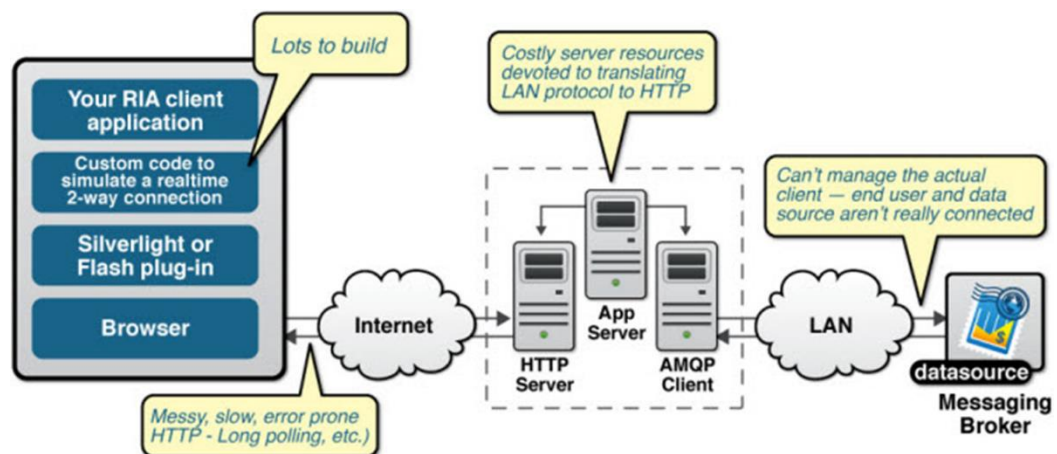 Lots to build
Your RIA client
application
Custom code to
simulate a realtime
2-way connection
Silverlight or
Flash plug-in
Browser
Messy, slow, error prone
HTTP - Long polling, etc.)
Internet
Costly server resources
devoted to translating
LAN protocol to HTTP
App
Server
HTTP
Server
AMQP
Client
Can't manage the actual
client — end user and data
source aren't really connected
LAN
$
datasource
Messaging
Broker